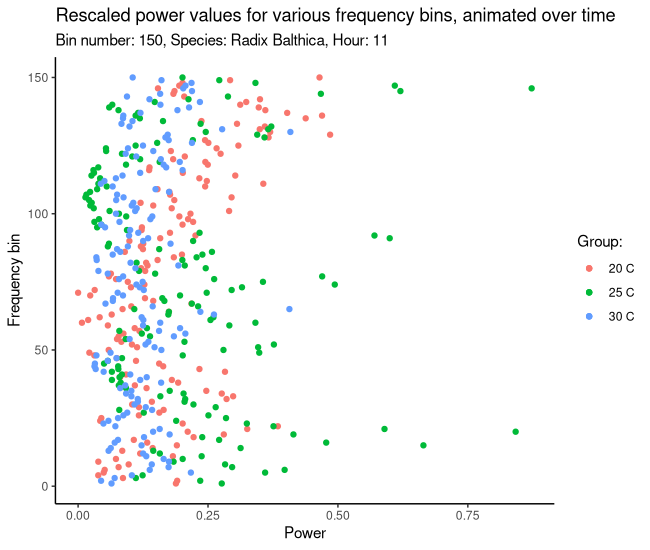 Rescaled power values for various frequency bins, animated over time
Bin number: 150, Species: Radix Balthica, Hour: 11
150
100
50
0
Frequency bin
0.00
0.25
0.50
0.75
Power
Group:
20 C
25 C
30 C